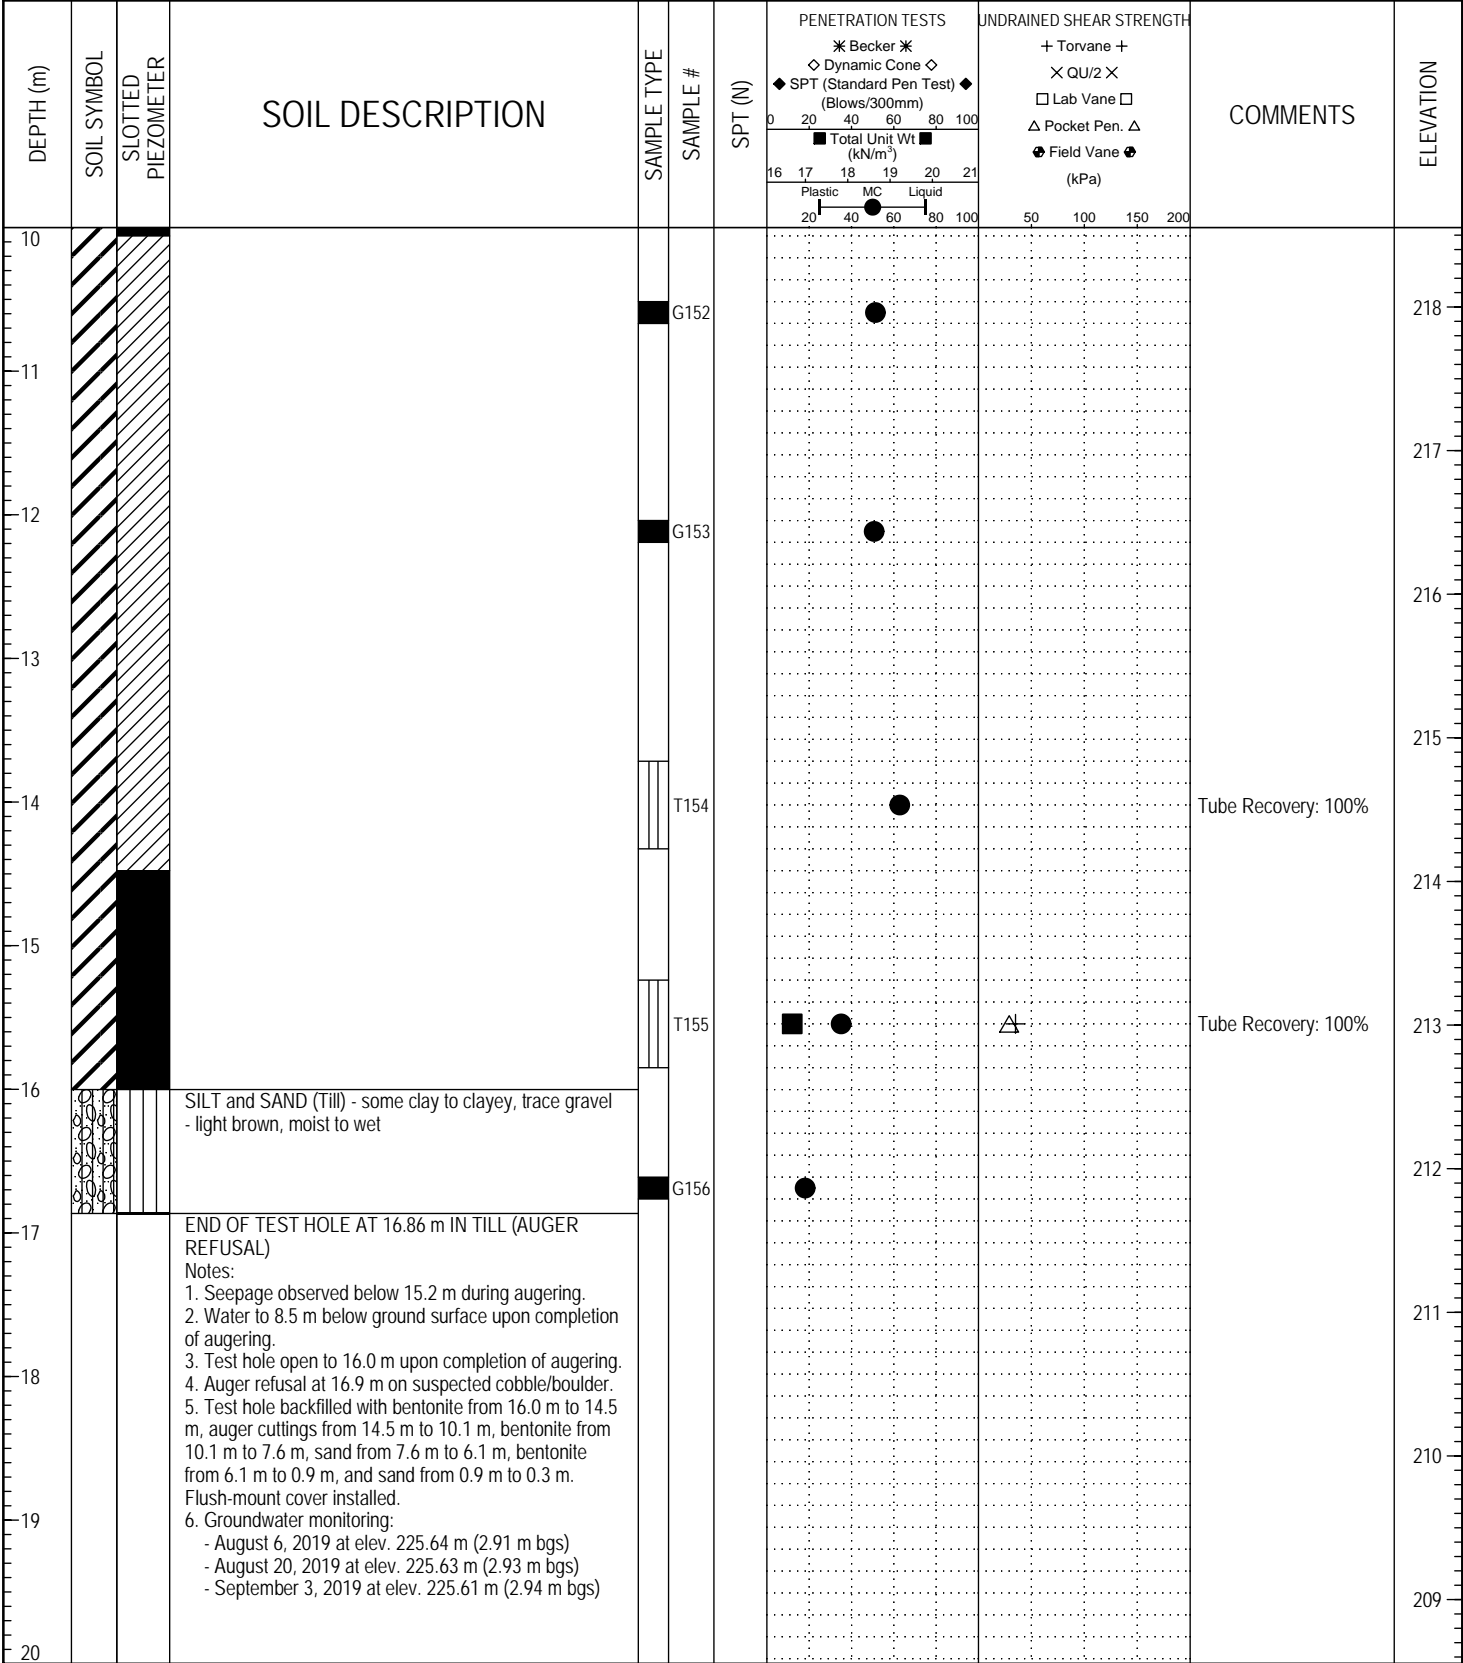 DEPTH (m)
SOIL SYMBOL
SLOTTED
PIEZOMETER
SOIL DESCRIPTION
SAMPLE TYPE
SAMPLE #
SPT (N)
PENETRATION TESTS
✳ Becker ✳
◇ Dynamic Cone ◇
◆ SPT (Standard Pen Test) ◆
(Blows/300mm)
0 20 40 60 80 100
■ Total Unit Wt ■
(kN/m³)
16 17 18 19 20 21
Plastic MC Liquid
20 40 60 80 100
UNDRAINED SHEAR STRENGTH
+ Torvane +
✕ QU/2 ✕
□ Lab Vane □
△ Pocket Pen. △
Field Vane
(kPa)
50 100 150 200
COMMENTS
ELEVATION
10
G152
218
11
217
12
G153
216
13
215
14
T154
Tube Recovery: 100%
214
15
T155
Tube Recovery: 100%
213
16
SILT and SAND (Till) - some clay to clayey, trace gravel
- light brown, moist to wet
212
G156
17
END OF TEST HOLE AT 16.86 m IN TILL (AUGER
REFUSAL)
Notes:
1. Seepage observed below 15.2 m during augering.
211
2. Water to 8.5 m below ground surface upon completion
of augering.
3. Test hole open to 16.0 m upon completion of augering.
18
4. Auger refusal at 16.9 m on suspected cobble/boulder.
5. Test hole backfilled with bentonite from 16.0 m to 14.5
m, auger cuttings from 14.5 m to 10.1 m, bentonite from
10.1 m to 7.6 m, sand from 7.6 m to 6.1 m, bentonite
210
from 6.1 m to 0.9 m, and sand from 0.9 m to 0.3 m.
Flush-mount cover installed.
19
6. Groundwater monitoring:
- August 6, 2019 at elev. 225.64 m (2.91 m bgs)
- August 20, 2019 at elev. 225.63 m (2.93 m bgs)
- September 3, 2019 at elev. 225.61 m (2.94 m bgs)
209
20